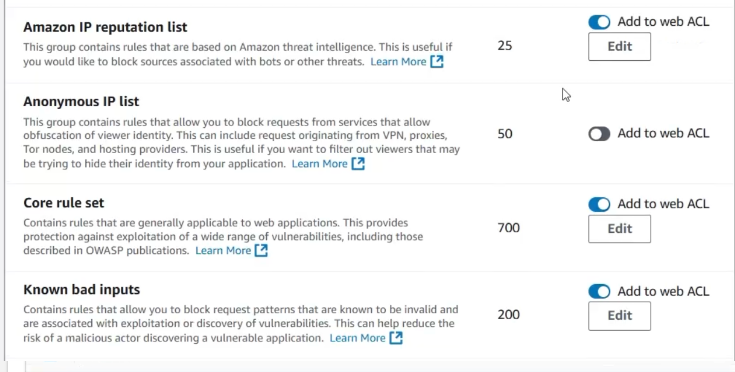 Amazon IP reputation list
This group contains rules that are based on Amazon threat intelligence. This is useful if
you would like to block sources associated with bots or other threats. Learn More
25
Add to web ACL
Edit
Anonymous IP list
This group contains rules that allow you to block requests from services that allow
obfuscation of viewer identity. This can include request originating from VPN, proxies,
Tor nodes, and hosting providers. This is useful if you want to filter out viewers that may
be trying to hide their identity from your application. Learn More
50
Add to web ACL
Core rule set
Contains rules that are generally applicable to web applications. This provides
protection against exploitation of a wide range of vulnerabilities, including those
described in OWASP publications. Learn More
700
Add to web ACL
Edit
Known bad inputs
Contains rules that allow you to block request patterns that are known to be invalid and
are associated with exploitation or discovery of vulnerabilities. This can help reduce the
risk of a malicious actor discovering a vulnerable application. Learn More
200
Add to web ACL
Edit